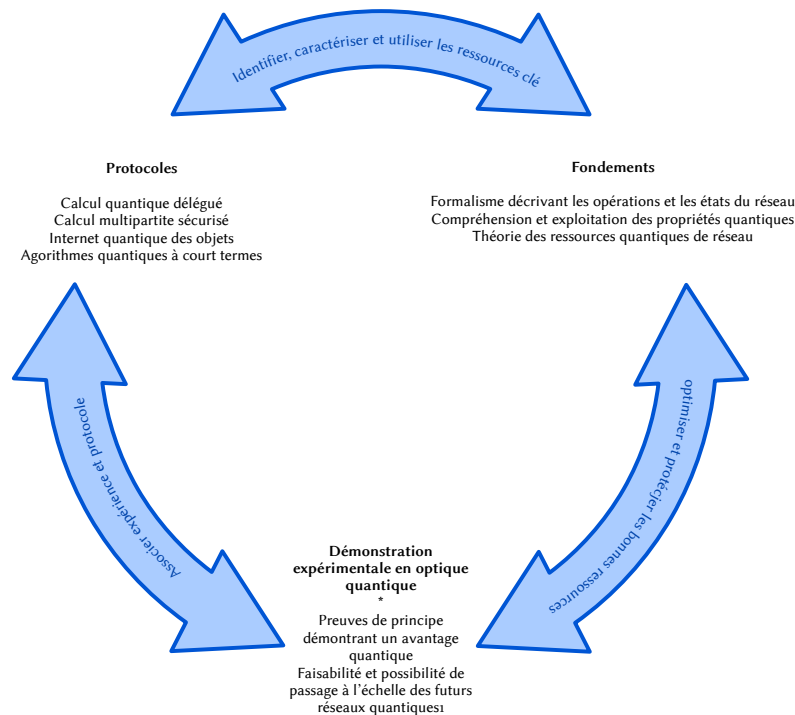 Identifier, caractériser et utiliser les ressources clé
Protocoles
Calcul quantique délégué
Calcul multipartite sécurisé
Internet quantique des objets
Agorithmes quantiques à court termes
Fondements
Formalisme décrivant les opérations et les états du réseau
Compréhension et exploitation des propriétés quantiques
Théorie des ressources quantiques de réseau
Associer expérience et protocole
optimiser et protécjer les bonnes ressources
Démonstration
expérimentale en optique
quantique
*
Preuves de principe
démontrant un avantage
quantique
Faisabilité et possibilité de
passage à l'échelle des futurs
réseaux quantiques1